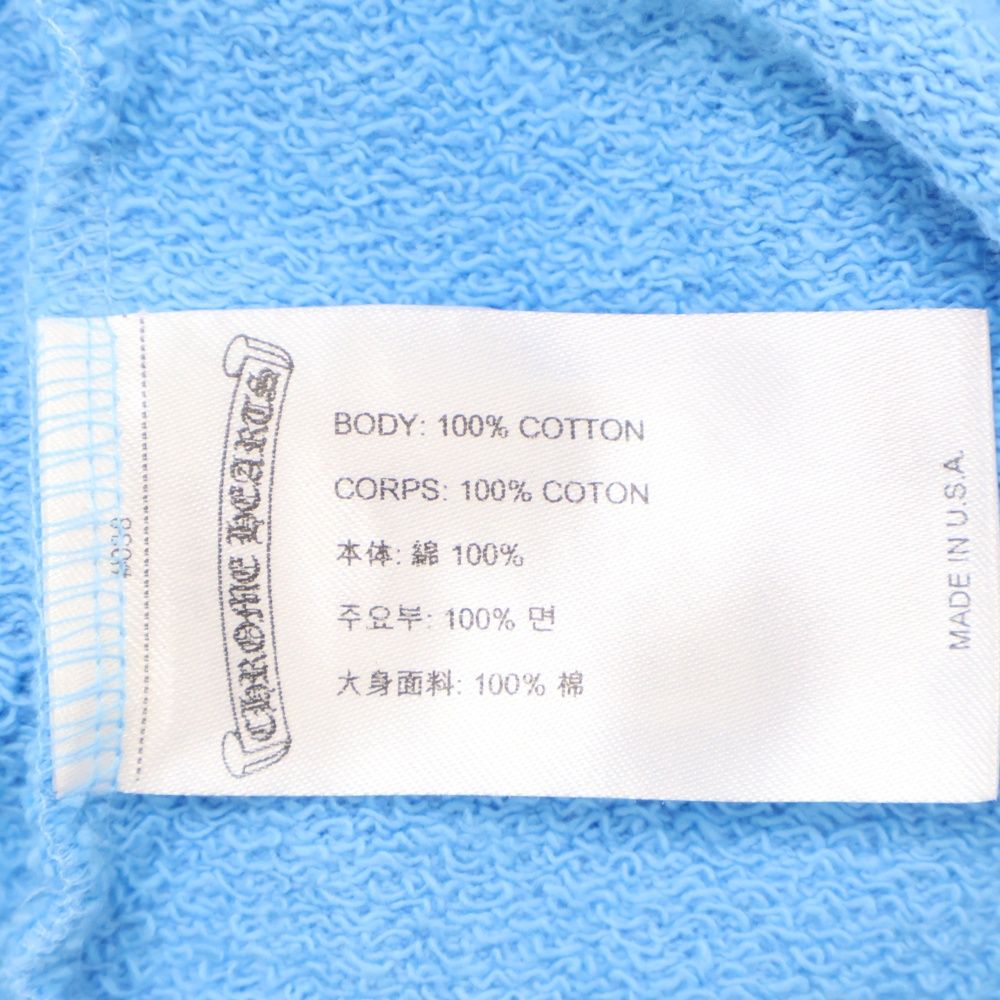 CHROME HEARTS
BODY: 100% COTTON
CORPS: 100% COTON
本体: 綿 100%
주요부: 100% 면
大身面料: 100% 棉
MADE IN U.S.A.